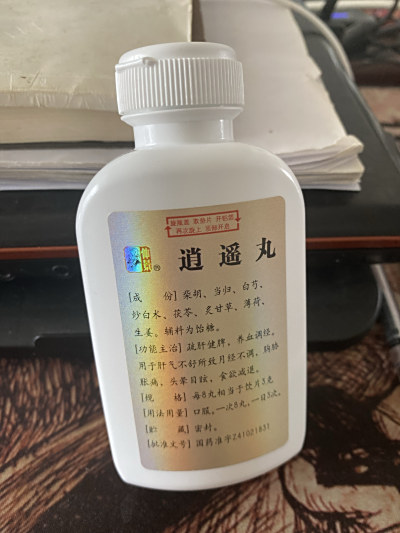 逍遥丸
[成　　份] 柴胡、当归、白芍、
炒白术、茯苓、炙甘草、薄荷、
生姜。辅料为饴糖。
[功能主治] 疏肝健脾，养血调经。
用于肝气不舒所致月经不调，胸胁
胀痛，头晕目眩，食欲减退。
[规　　格] 每8丸相当于饮片3克
[用法用量] 口服，一次8丸，一日3次。
[贮　　藏] 密封。
[批准文号] 国药准字Z41021831